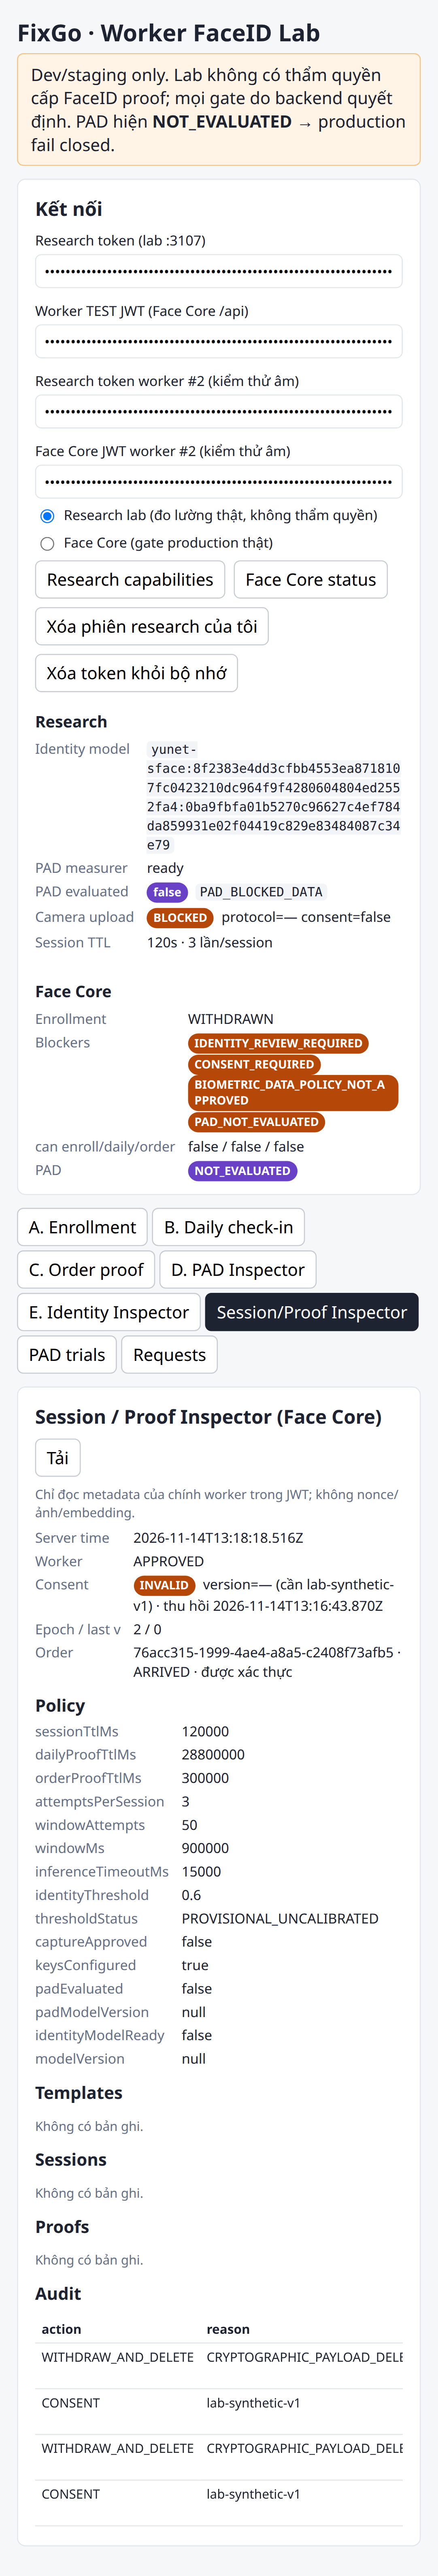 FixGo · Worker FaceID Lab
Dev/staging only. Lab không có thẩm quyền
cấp FaceID proof; mọi gate do backend quyết
định. PAD hiện NOT_EVALUATED → production
fail closed.
Kết nối
Research token (lab :3107)
Worker TEST JWT (Face Core /api)
Research token worker #2 (kiểm thử âm)
Face Core JWT worker #2 (kiểm thử âm)
Research lab (đo lường thật, không thẩm quyền)
Face Core (gate production thật)
Research capabilities Face Core status
Xóa phiên research của tôi
Xóa token khỏi bộ nhớ
Research
Identity model yunet-
sface:8f2383e4dd3cfbb4553ea871810
7fc0423210dc964f9f4280604804ed255
2fa4:0ba9fbfa01b5270c96627c4ef784
da859931e02f04419c829e83484087c34
e79
PAD measurer ready
PAD evaluated false PAD_BLOCKED_DATA
Camera upload BLOCKED protocol=— consent=false
Session TTL 120s · 3 lần/session
Face Core
Enrollment WITHDRAWN
Blockers IDENTITY_REVIEW_REQUIRED
CONSENT_REQUIRED
BIOMETRIC_DATA_POLICY_NOT_A
PPROVED
PAD_NOT_EVALUATED
can enroll/daily/order false / false / false
PAD NOT_EVALUATED
A. Enrollment B. Daily check-in
C. Order proof D. PAD Inspector
E. Identity Inspector Session/Proof Inspector
PAD trials Requests
Session / Proof Inspector (Face Core)
Tải
Chỉ đọc metadata của chính worker trong JWT; không nonce/
ảnh/embedding.
Server time 2026-11-14T13:18:18.516Z
Worker APPROVED
Consent INVALID version=— (cần lab-synthetic-
v1) · thu hồi 2026-11-14T13:16:43.870Z
Epoch / last v 2 / 0
Order 76acc315-1999-4ae4-a8a5-c2408f73afb5 ·
ARRIVED · được xác thực
Policy
sessionTtlMs 120000
dailyProofTtlMs 28800000
orderProofTtlMs 300000
attemptsPerSession 3
windowAttempts 50
windowMs 900000
inferenceTimeoutMs 15000
identityThreshold 0.6
thresholdStatus PROVISIONAL_UNCALIBRATED
captureApproved false
keysConfigured true
padEvaluated false
padModelVersion null
identityModelReady false
modelVersion null
Templates
Không có bản ghi.
Sessions
Không có bản ghi.
Proofs
Không có bản ghi.
Audit
action reason
WITHDRAW_AND_DELETE CRYPTOGRAPHIC_PAYLOAD_DELE
CONSENT lab-synthetic-v1
WITHDRAW_AND_DELETE CRYPTOGRAPHIC_PAYLOAD_DELE
CONSENT lab-synthetic-v1